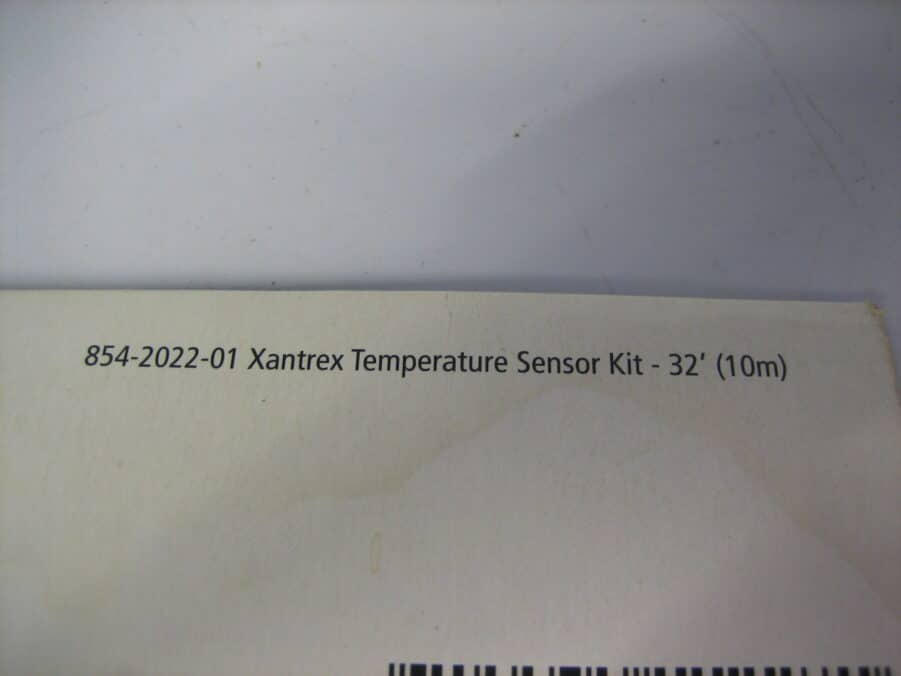 854-2022-01 Xantrex Temperature Sensor Kit - 32′ (10m)